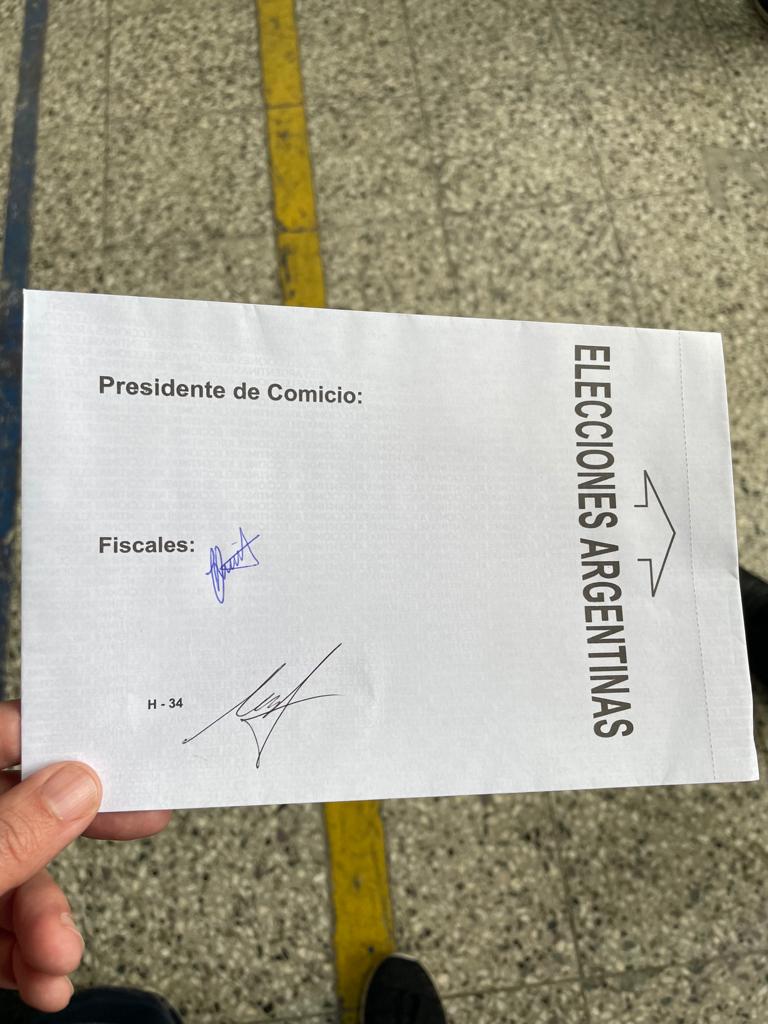 ELECCIONES ARGENTINAS
Presidente de Comicio:
Fiscales:
H - 34